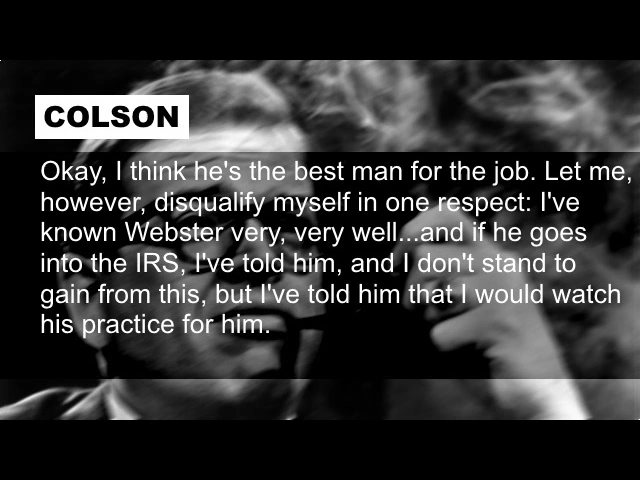 COLSON
Okay, I think he's the best man for the job. Let me,
however, disqualify myself in one respect: I've
known Webster very, very well...and if he goes
into the IRS, I've told him, and I don't stand to
gain from this, but I've told him that I would watch
his practice for him.